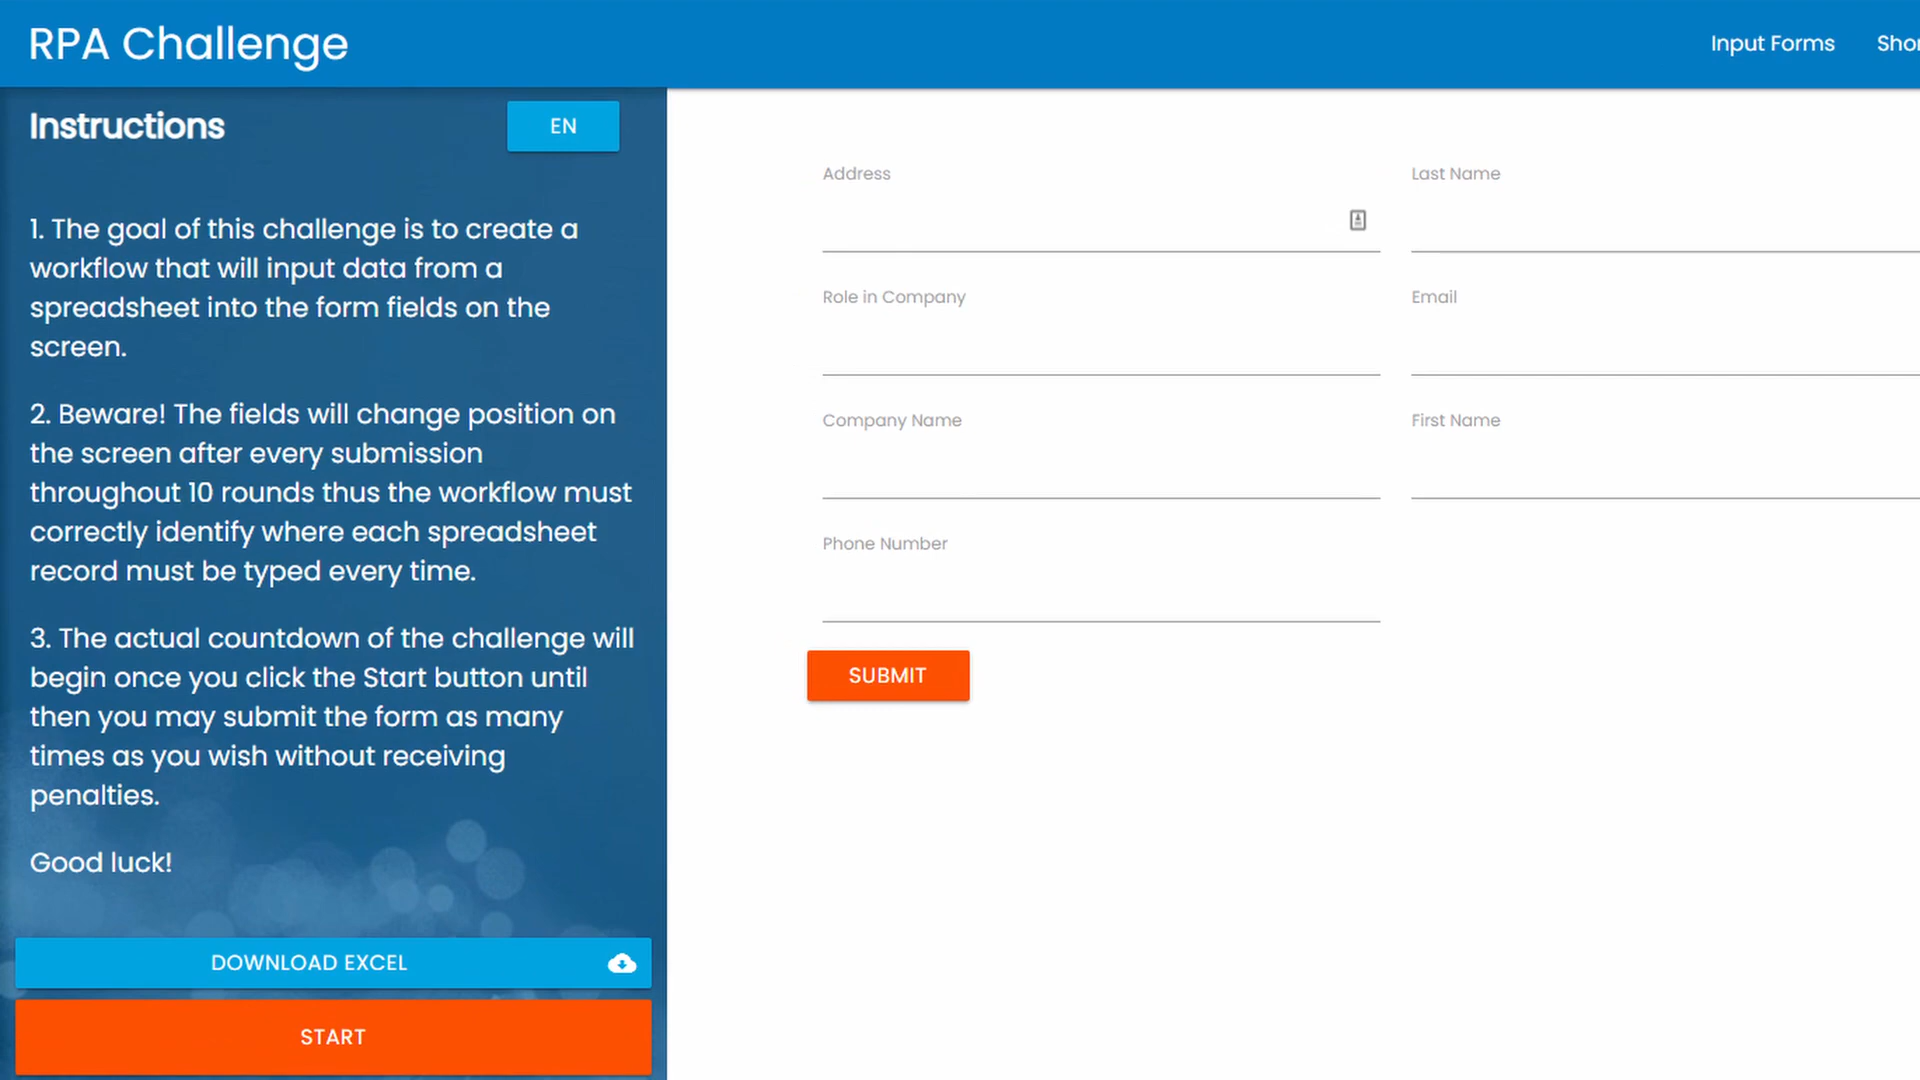 RPA Challenge
Input Forms
Instructions
EN
1. The goal of this challenge is to create a
workflow that will input data from a
spreadsheet into the form fields on the
screen.
2. Beware! The fields will change position on
the screen after every submission
throughout 10 rounds thus the workflow must
correctly identify where each spreadsheet
record must be typed every time.
3. The actual countdown of the challenge will
begin once you click the Start button until
then you may submit the form as many
times as you wish without receiving
penalties.
Good luck!
DOWNLOAD EXCEL
START
Address
Last Name
Role in Company
Email
Company Name
First Name
Phone Number
SUBMIT